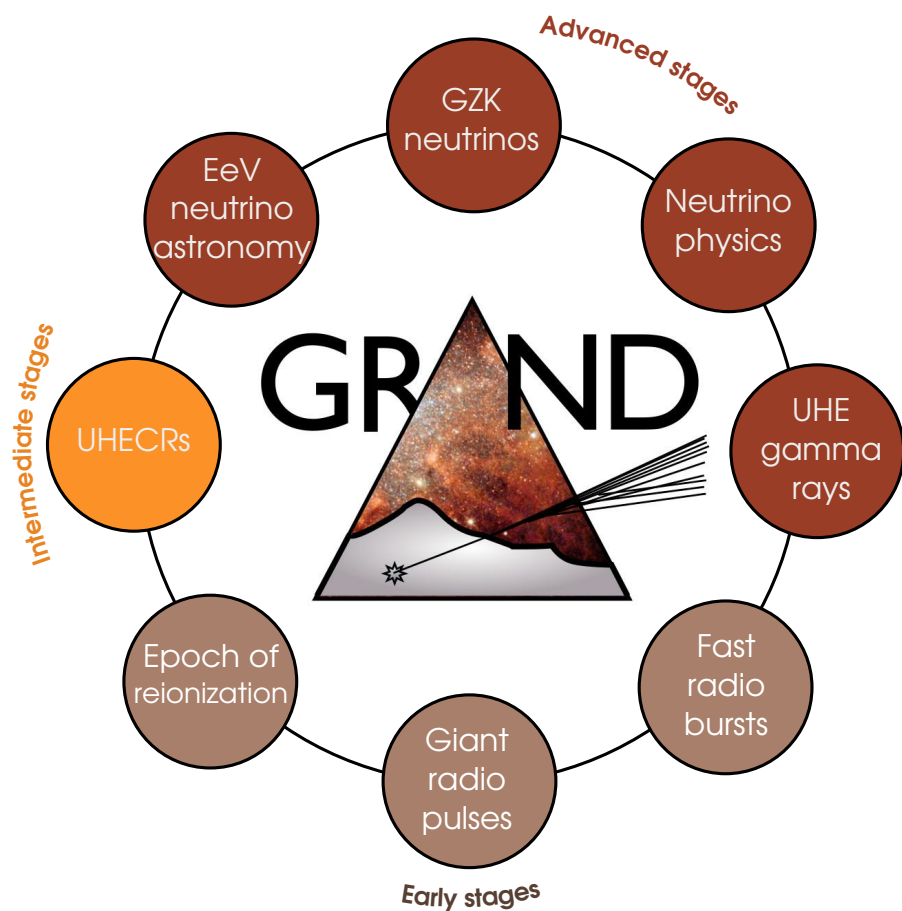 Advanced stages
GZK
neutrinos
EeV
neutrino
astronomy
Neutrino
physics
GRAND
Intermediate stages
UHECRs
UHE
gamma
rays
Epoch of
reionization
Fast
radio
bursts
Giant
radio
pulses
Early stages